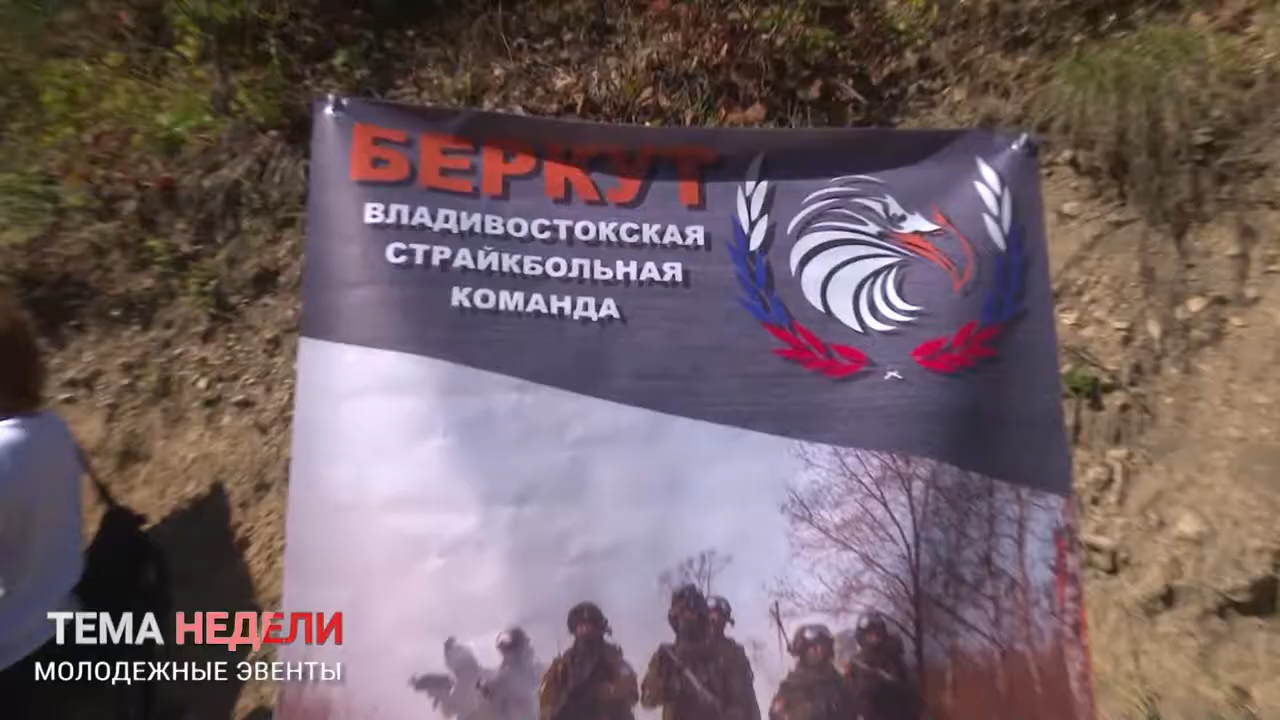 БЕРКУТ
ВЛАДИВОСТОКСКАЯ
СТРАЙКБОЛЬНАЯ
КОМАНДА
ТЕМА НЕДЕЛИ
МОЛОДЕЖНЫЕ ЭВЕНТЫ